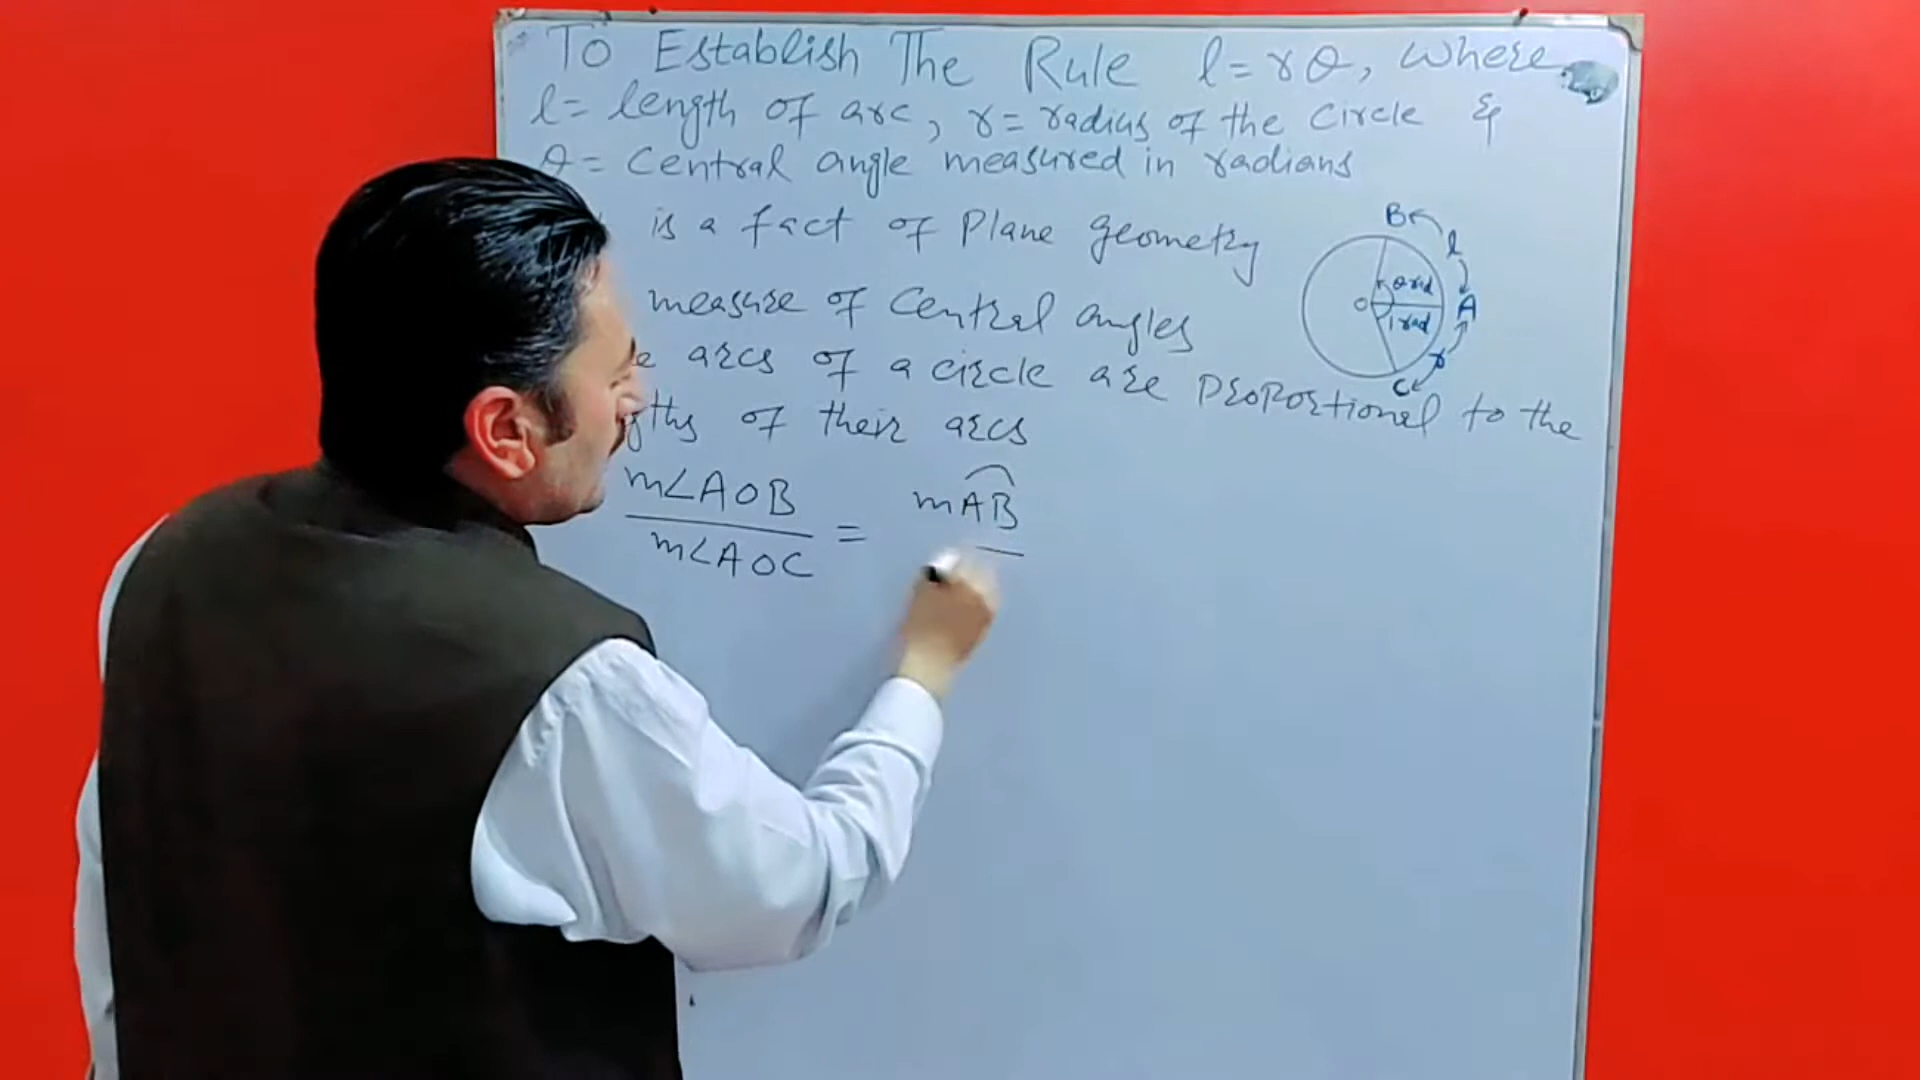 To Establish The Rule l = rθ, where
l = length of arc, r = radius of the circle &
θ = Central angle measured in radians
is a fact of Plane geometry
measure of Central angles
arcs of a circle are Proportional to the
of their arcs
m∠AOB
m∠AOC
=
mAB
B
l
θ rad
O
A
1 rad
r
C